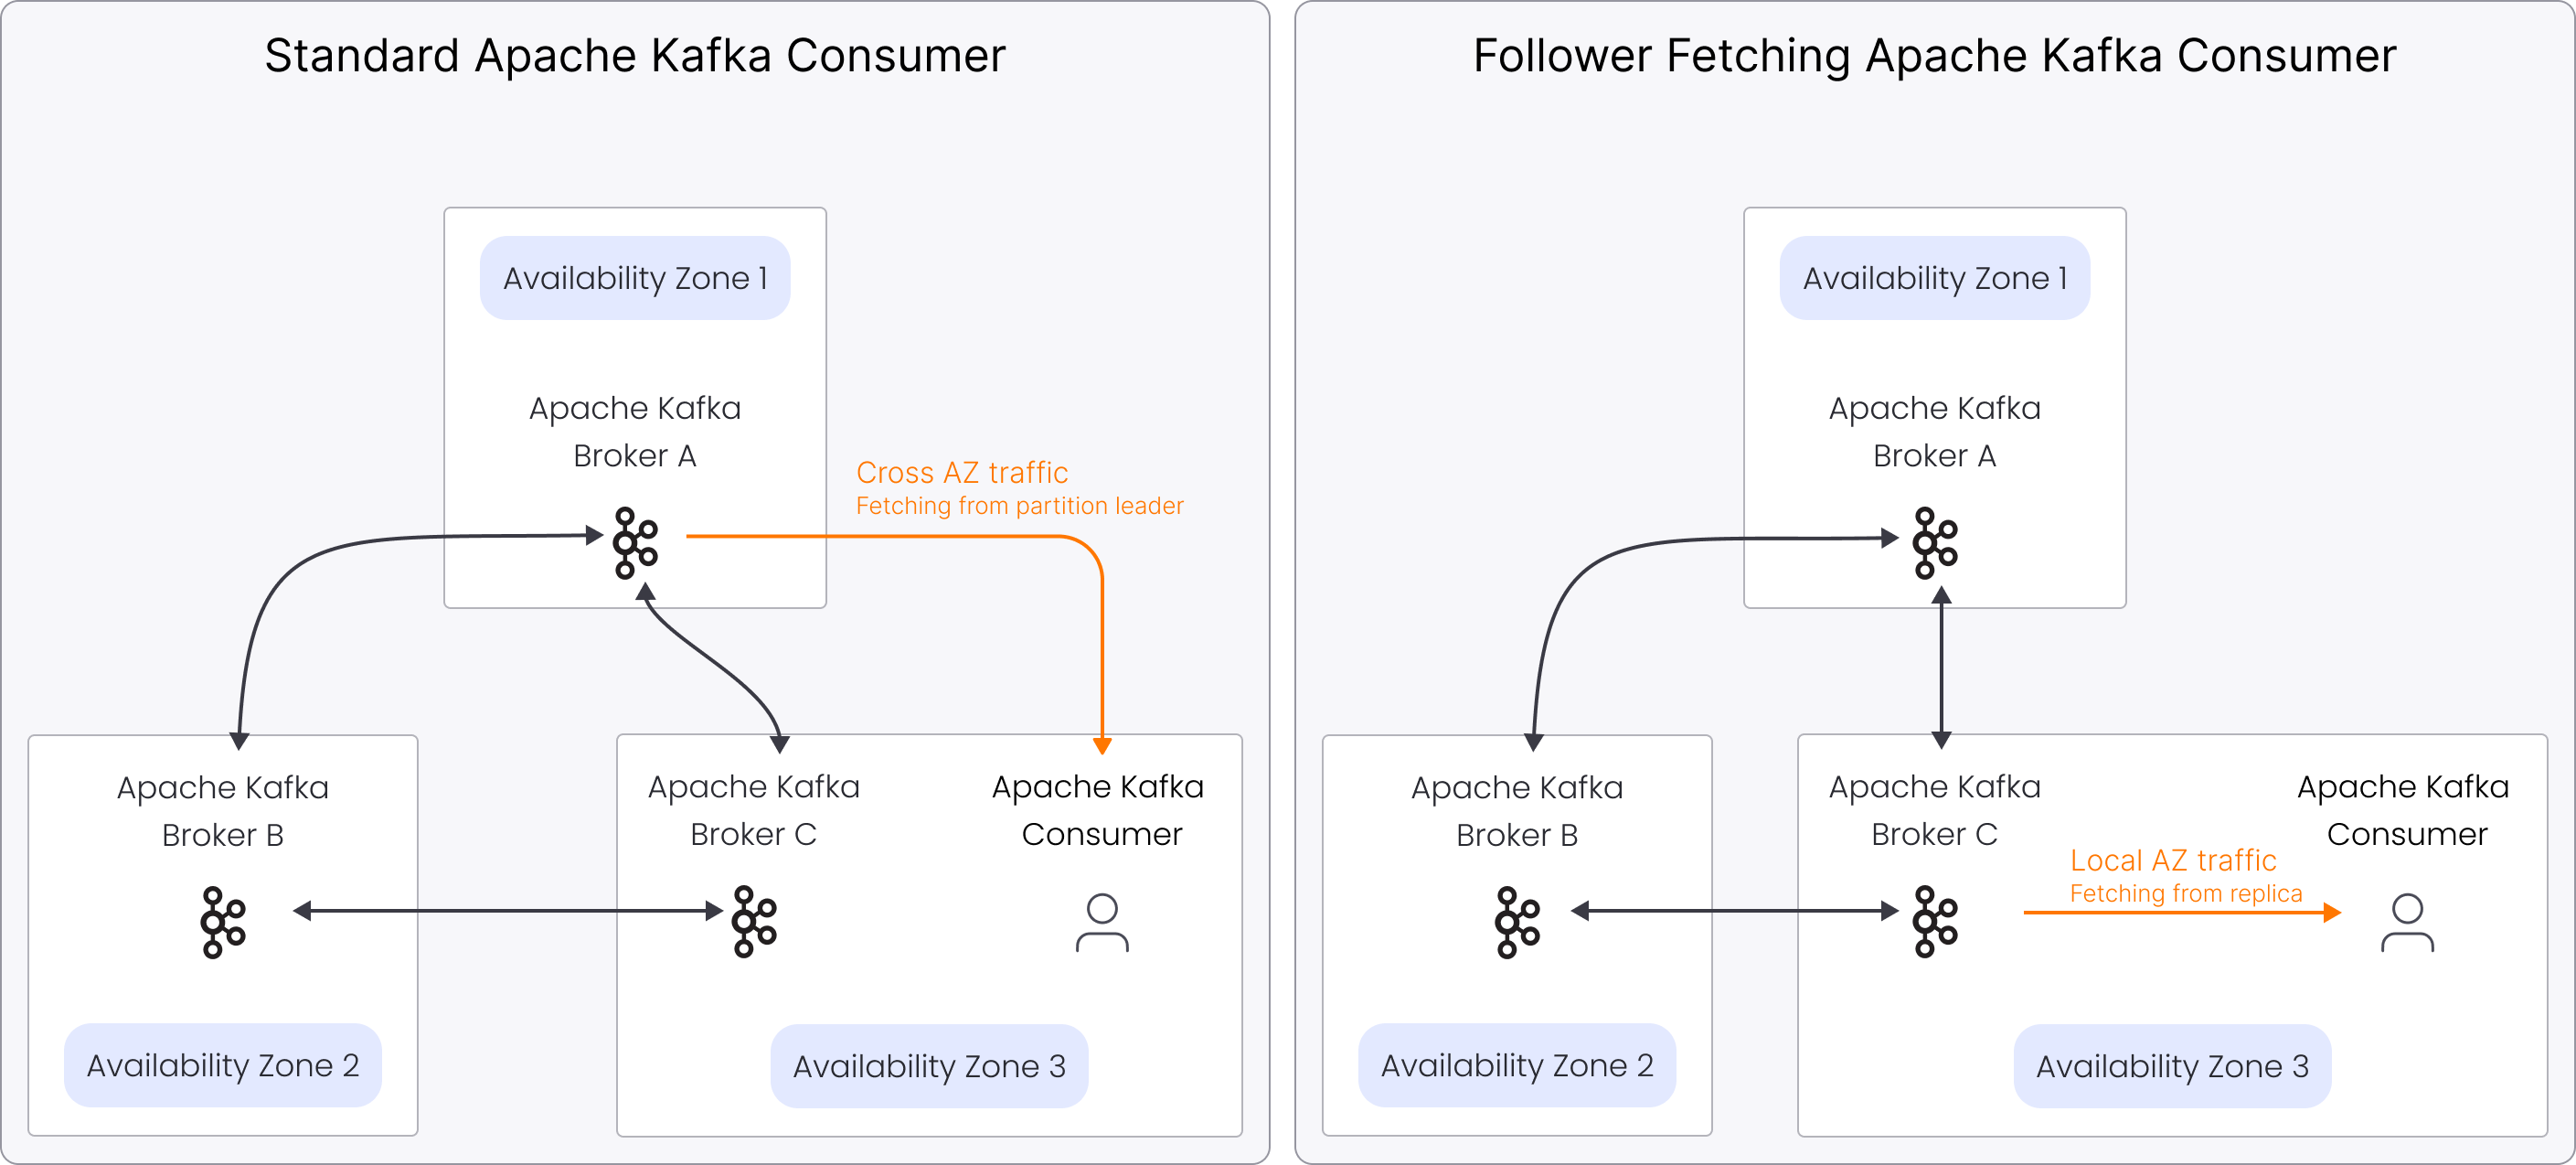 Standard Apache Kafka Consumer
Availability Zone 1
Apache Kafka
Broker A
Cross AZ traffic
Fetching from partition leader
Apache Kafka
Broker B
Apache Kafka
Broker C
Apache Kafka
Consumer
Availability Zone 2
Availability Zone 3
Follower Fetching Apache Kafka Consumer
Availability Zone 1
Apache Kafka
Broker A
Apache Kafka
Broker B
Apache Kafka
Broker C
Apache Kafka
Consumer
Local AZ traffic
Fetching from replica
Availability Zone 2
Availability Zone 3